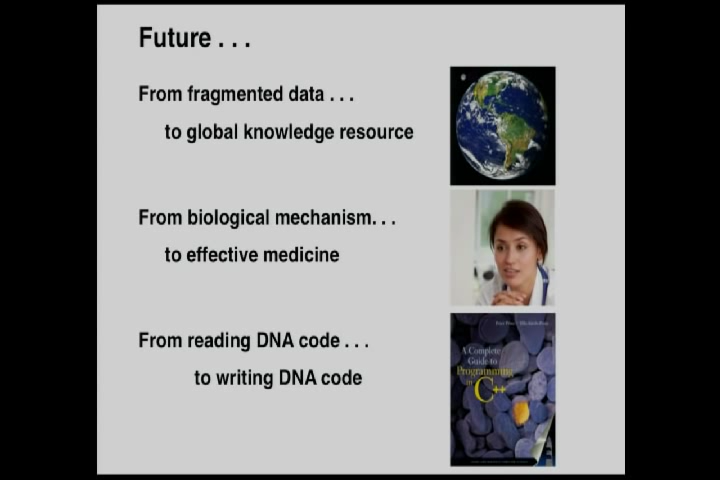 Future . . .
From fragmented data . . .
to global knowledge resource
From biological mechanism. . .
to effective medicine
From reading DNA code . . .
to writing DNA code
A Complete
Guide to
Programming
in
C++